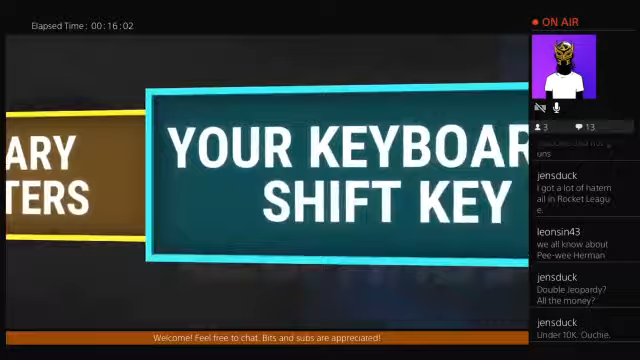 Elapsed Time : 00:16:02
ON AIR
ARY
TERS
YOUR KEYBOAR
SHIFT KEY
3
13
uns
jensduck
I got a lot of hatem
ail in Rocket Leagu
e.
leonsin43
we all know about
Pee-wee Herman
jensduck
Double Jeopardy?
All the money?
jensduck
Under 10K. Ouchie.
Welcome! Feel free to chat. Bits and subs are appreciated!